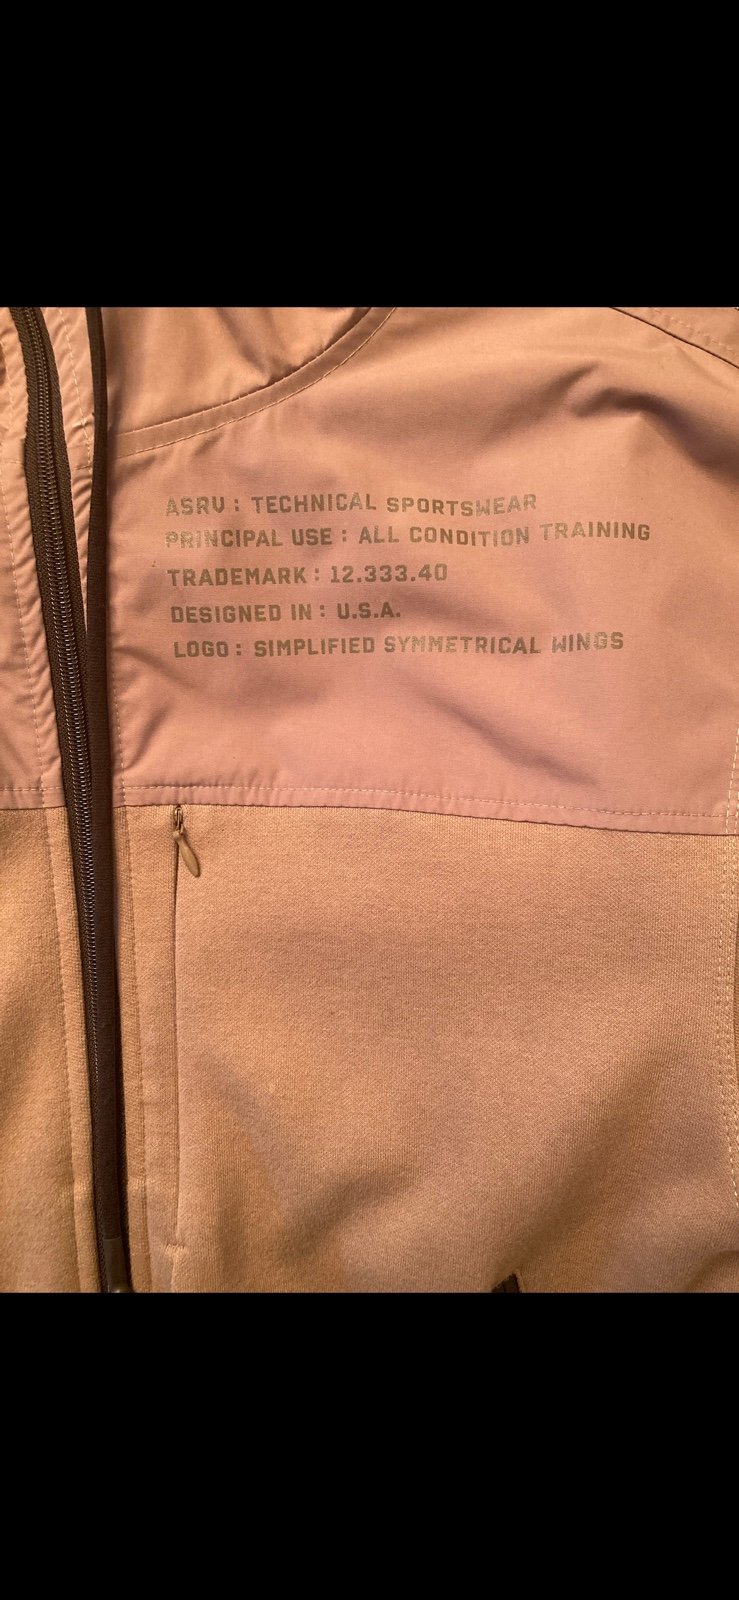 ASRV : TECHNICAL SPORTSWEAR
PRINCIPAL USE : ALL CONDITION TRAINING
TRADEMARK : 12.333.40
DESIGNED IN : U.S.A.
LOGO : SIMPLIFIED SYMMETRICAL WINGS